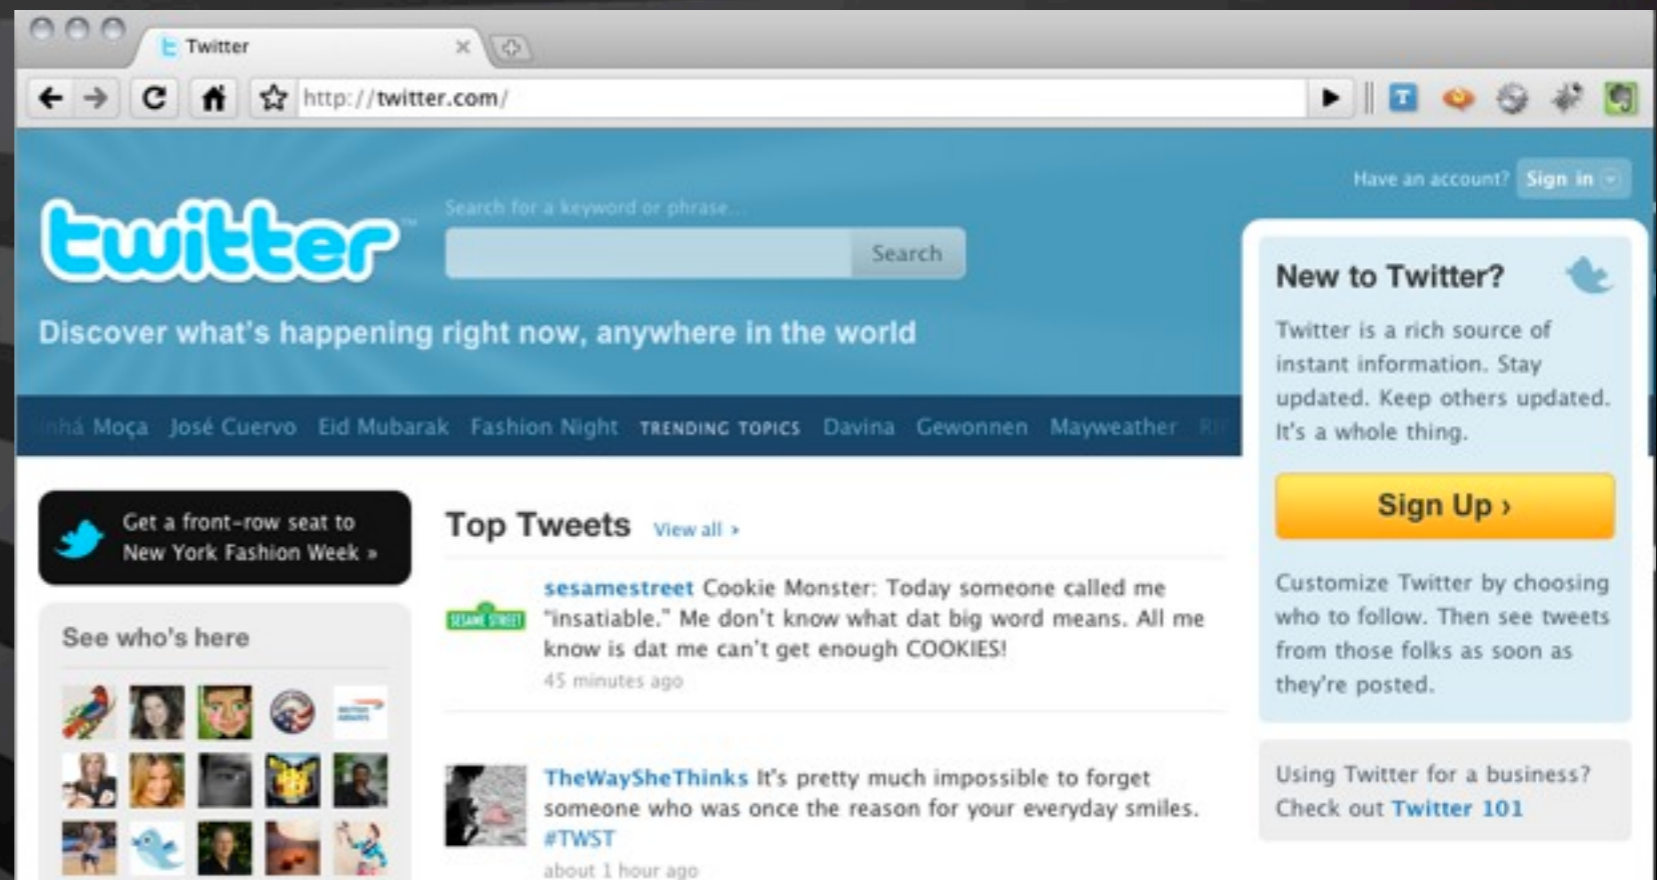 Twitter
http://twitter.com/
T
Have an account? Sign in
twitter™
Search for a keyword or phrase...
Search
Discover what's happening right now, anywhere in the world
Moça José Cuervo Eid Mubarak Fashion Night TRENDING TOPICS Davina Gewonnen Mayweather
New to Twitter?
Twitter is a rich source of
instant information. Stay
updated. Keep others updated.
It's a whole thing.
Sign Up ›
Customize Twitter by choosing
who to follow. Then see tweets
from those folks as soon as
they're posted.
Using Twitter for a business?
Check out Twitter 101
Get a front-row seat to
New York Fashion Week »
See who's here
BRITISH AIRWAYS
Top Tweets View all ›
SESAME STREET
sesamestreet Cookie Monster: Today someone called me
"insatiable." Me don't know what dat big word means. All me
know is dat me can't get enough COOKIES!
45 minutes ago
TheWaySheThinks It's pretty much impossible to forget
someone who was once the reason for your everyday smiles.
#TWST
about 1 hour ago